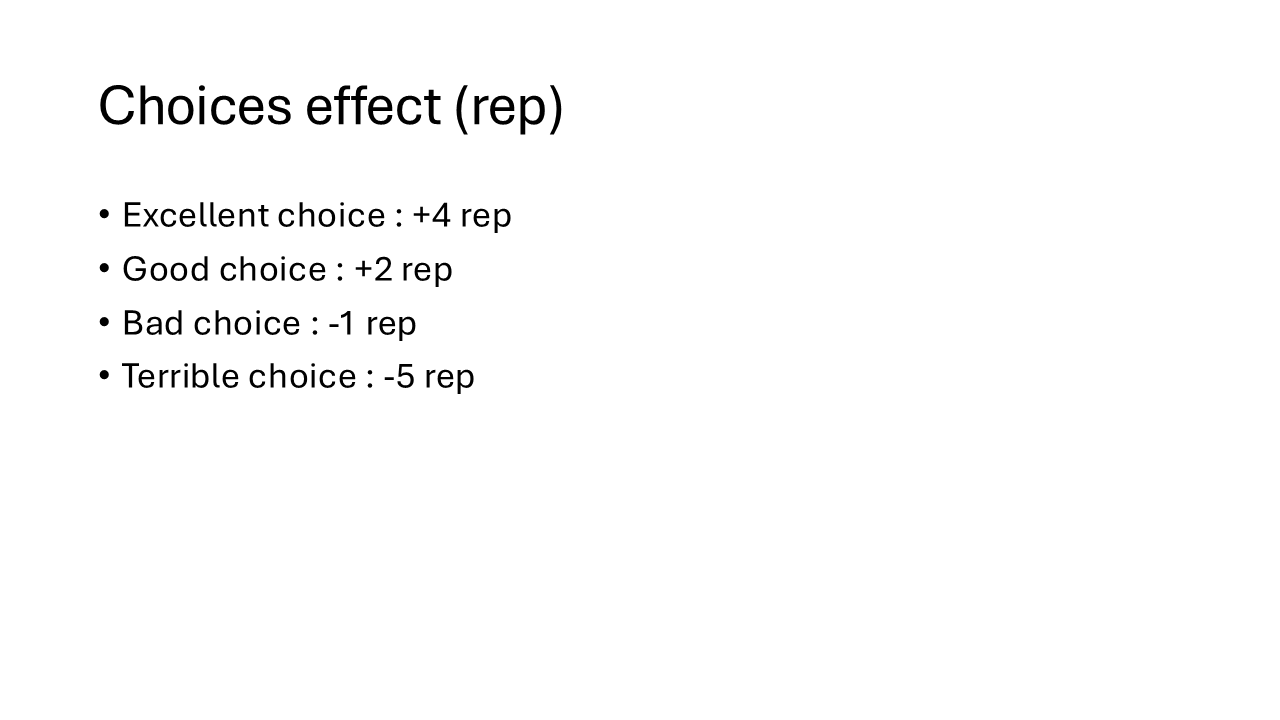 Choices effect (rep)
• Excellent choice : +4 rep
• Good choice : +2 rep
• Bad choice : -1 rep
• Terrible choice : -5 rep